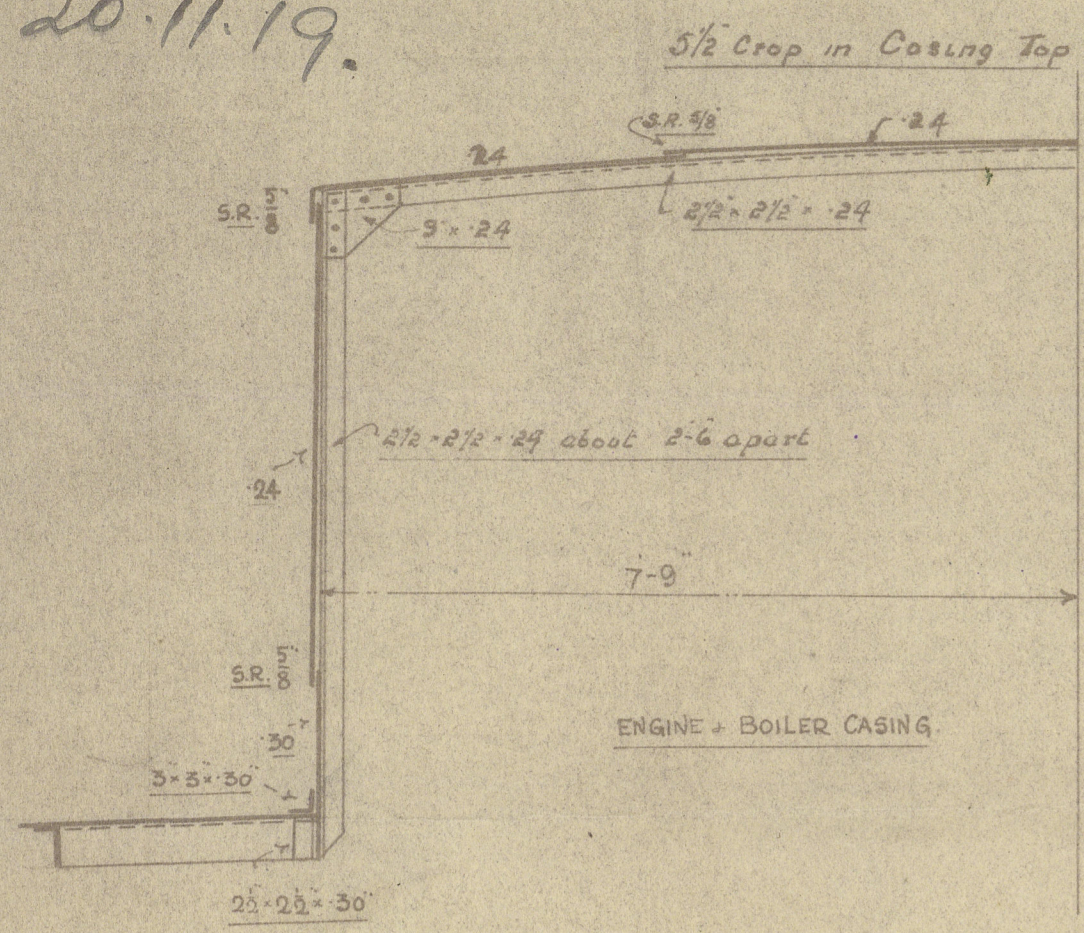 20.11.19.
5½ Crop in Casing Top
S.R. 5/8"
.24
.24
S.R. 5/8"
9" × .24
2½" × 2½" × .24
2½ × 2½ × .24 about 2'-6" apart
.24
7'-9"
S.R. 5/8"
ENGINE & BOILER CASING.
.30
3" × 3" × .30"
2½" × 2½" × .30"